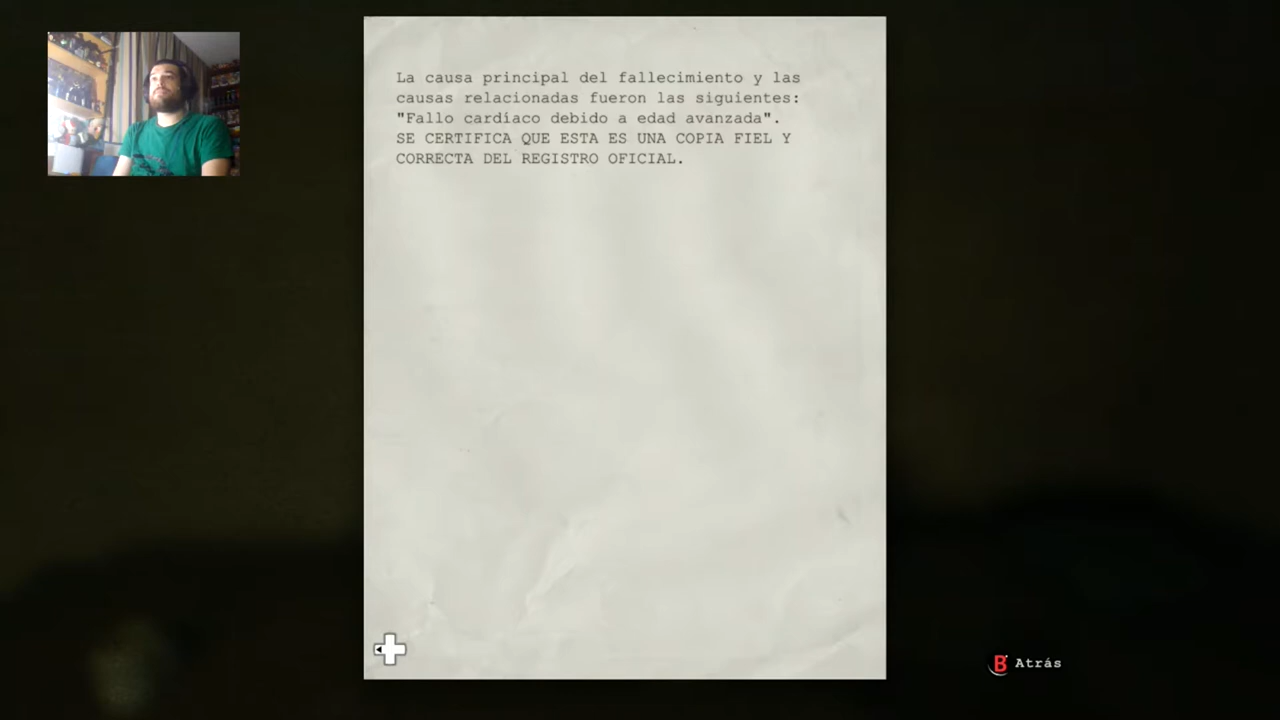 La causa principal del fallecimiento y las
causas relacionadas fueron las siguientes:
"Fallo cardíaco debido a edad avanzada".
SE CERTIFICA QUE ESTA ES UNA COPIA FIEL Y
CORRECTA DEL REGISTRO OFICIAL.
B Atrás